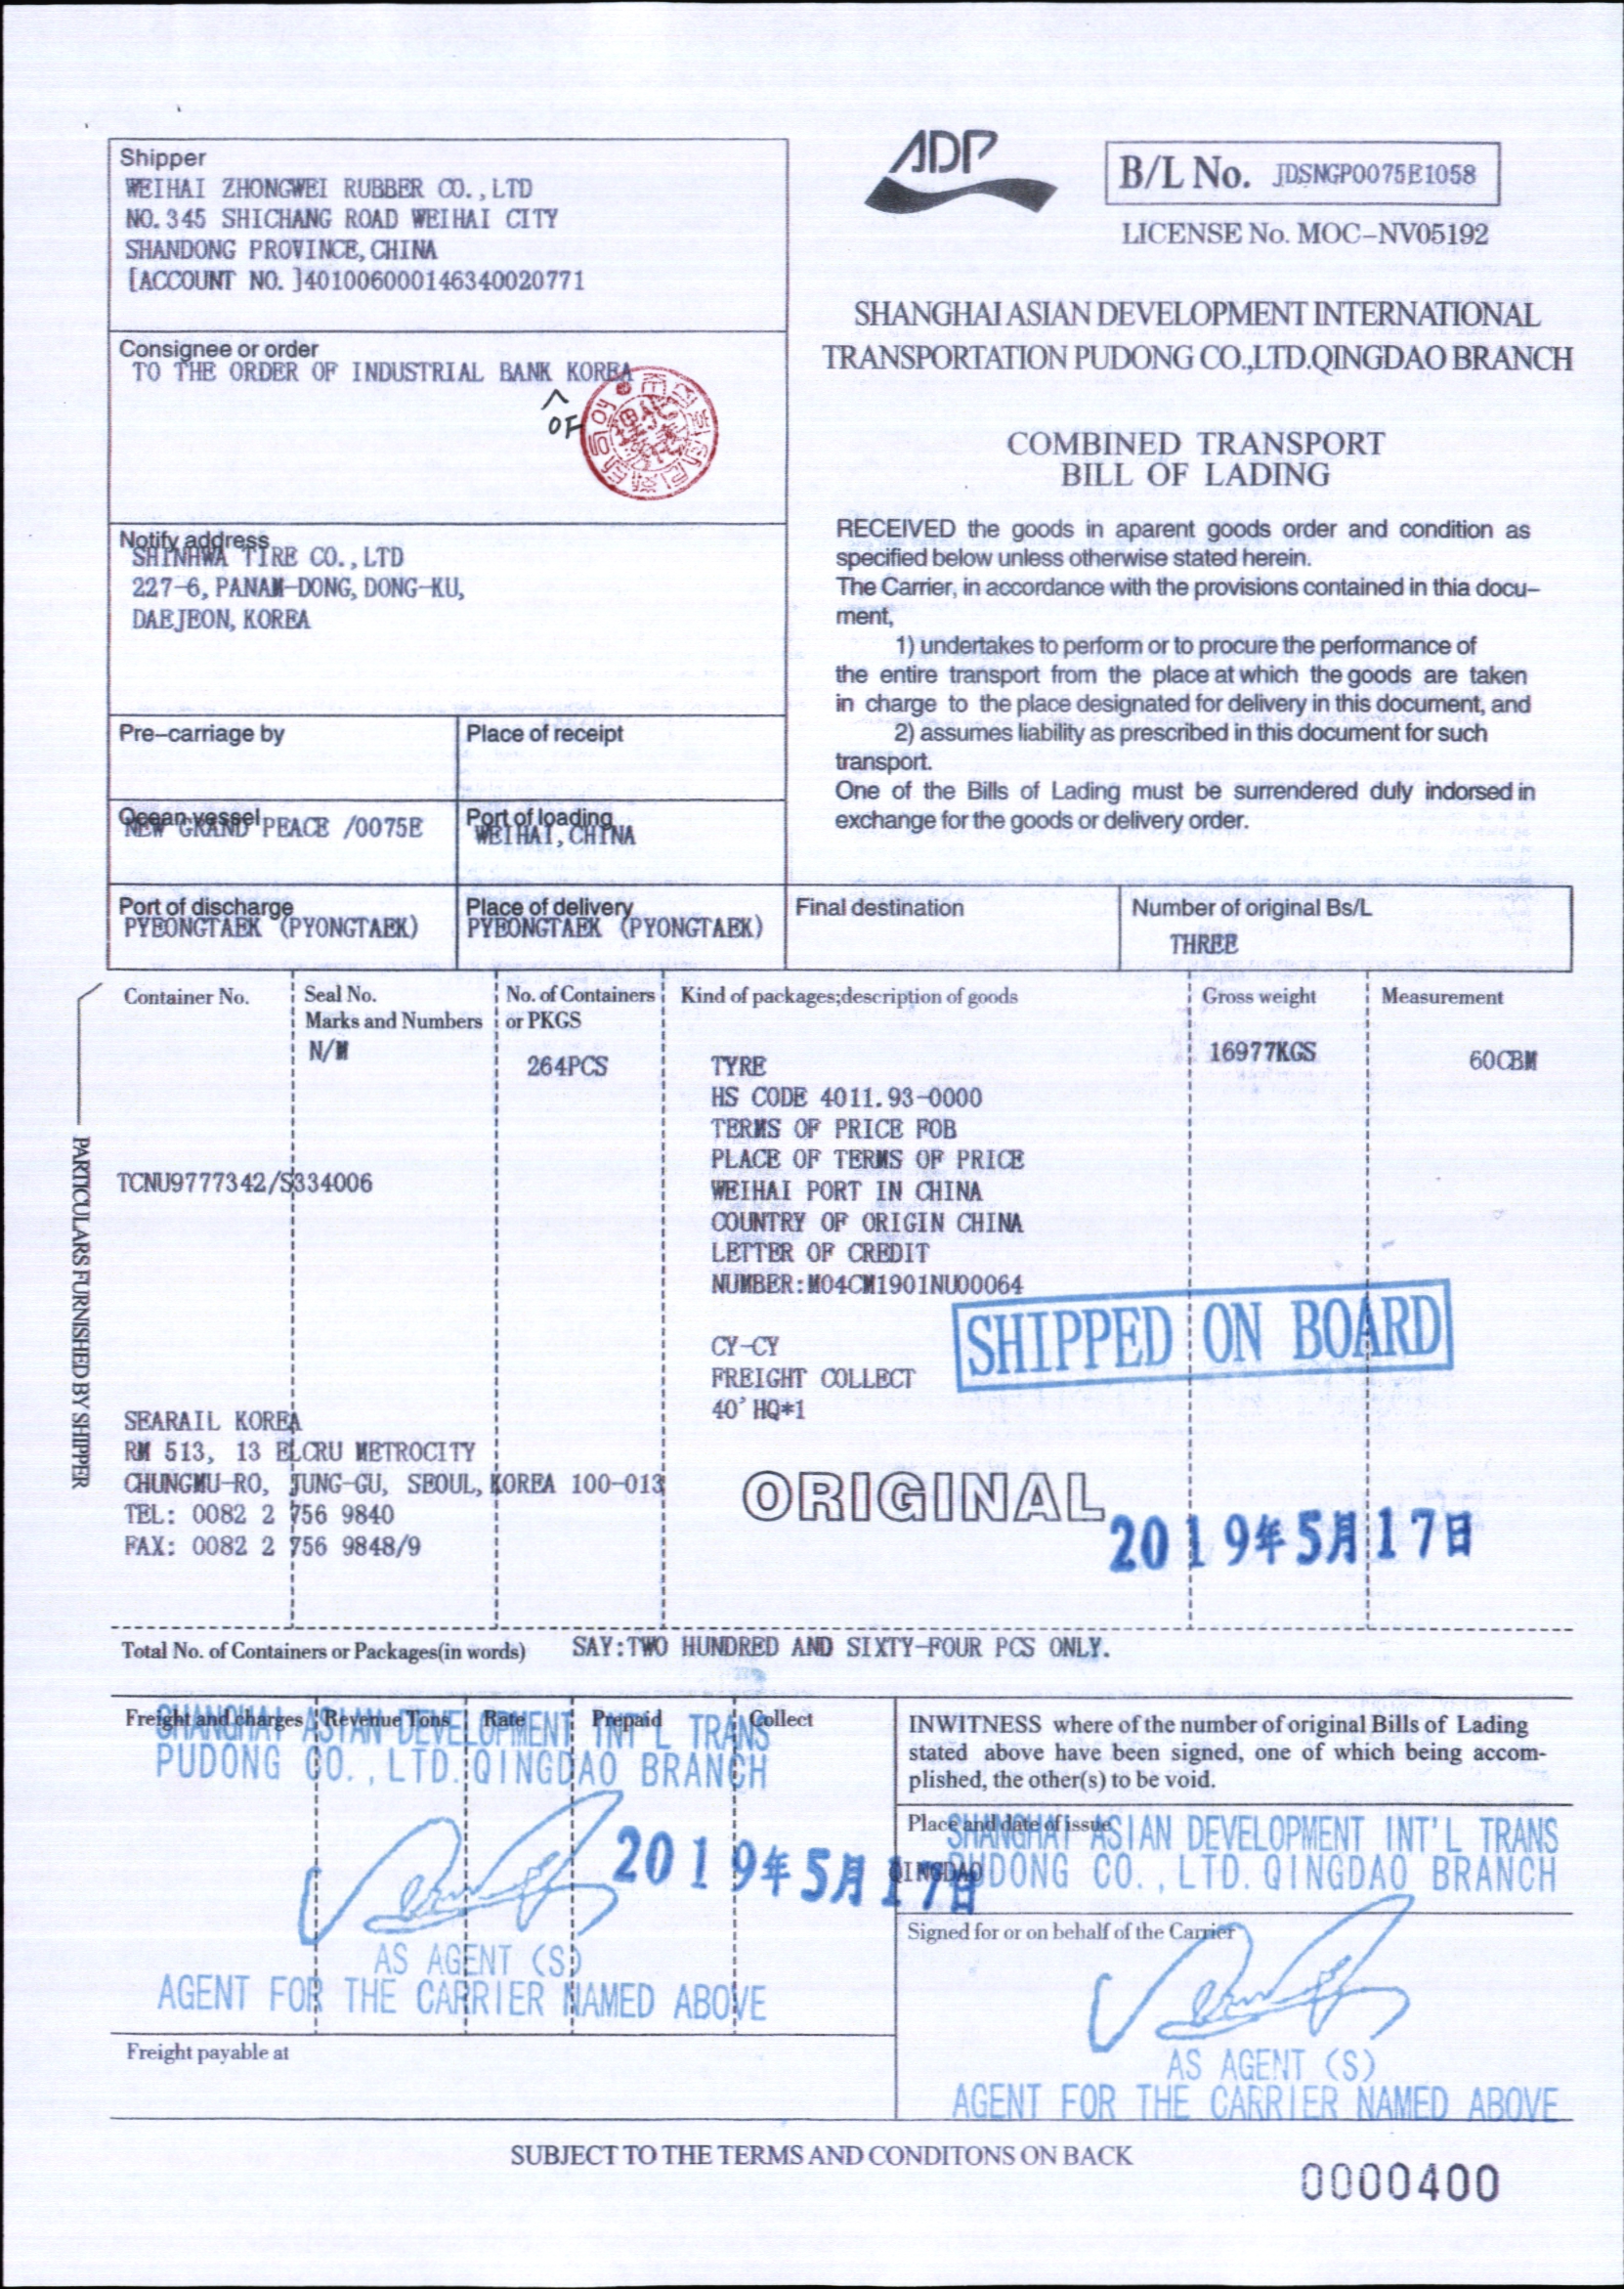 Shipper
WEIHAI ZHONGWEI RUBBER CO.,LTD
NO.345 SHICHANG ROAD WEIHAI CITY
SHANDONG PROVINCE,CHINA
[ACCOUNT NO.]4010060000146340020771
ADP
B/L No. JDSNGP0075E1058
LICENSE No. MOC-NV05192
SHANGHAI ASIAN DEVELOPMENT INTERNATIONAL
TRANSPORTATION PUDONG CO.,LTD.QINGDAO BRANCH
Consignee or order
TO THE ORDER OF INDUSTRIAL BANK KOREA
OF
COMBINED TRANSPORT
BILL OF LADING
Notify address
SHINHWA TIRE CO.,LTD
227-6, PANAM-DONG, DONG-KU,
DAEJEON, KOREA
RECEIVED the goods in aparent goods order and condition as
specified below unless otherwise stated herein.
The Carrier, in accordance with the provisions contained in thia docu-
ment,
1) undertakes to perform or to procure the performance of
the entire transport from the place at which the goods are taken
in charge to the place designated for delivery in this document, and
2) assumes liability as prescribed in this document for such
transport.
One of the Bills of Lading must be surrendered duly indorsed in
exchange for the goods or delivery order.
Pre-carriage by
Place of receipt
Ocean vessel
NEW GRAND PEACE /0075E
Port of loading
WEIHAI, CHINA
Port of discharge
PYEONGTAEK (PYONGTAEK)
Place of delivery
PYEONGTAEK (PYONGTAEK)
Final destination
Number of original Bs/L
THREE
Container No.
Seal No.
Marks and Numbers
No. of Containers
or PKGS
Kind of packages;description of goods
Gross weight
Measurement
N/M
264PCS
16977KGS
60CBM
TYRE
HS CODE 4011.93-0000
TERMS OF PRICE FOB
PLACE OF TERMS OF PRICE
WEIHAI PORT IN CHINA
COUNTRY OF ORIGIN CHINA
LETTER OF CREDIT
NUMBER:M04CM1901NU00064
TCNU9777342/S334006
PARTICULARS FURNISHED BY SHIPPER
CY-CY
FREIGHT COLLECT
40'HQ*1
SHIPPED ON BOARD
SEARAIL KOREA
RM 513, 13 ELCRU METROCITY
CHUNGMU-RO, JUNG-GU, SEOUL, KOREA 100-013
TEL: 0082 2 756 9840
FAX: 0082 2 756 9848/9
ORIGINAL
2019年5月17日
Total No. of Containers or Packages(in words) SAY:TWO HUNDRED AND SIXTY-FOUR PCS ONLY.
Freight and charges
Revenue Tons
Rate
Prepaid
Collect
SHANGHAI ASIAN DEVELOPMENT INT'L TRANS
PUDONG CO.,LTD.QINGDAO BRANCH
2019年5月17日
AS AGENT (S)
AGENT FOR THE CARRIER NAMED ABOVE
Freight payable at
INWITNESS where of the number of original Bills of Lading
stated above have been signed, one of which being accom-
plished, the other(s) to be void.
Place and date of issue
QINGDAO
SHANGHAI ASIAN DEVELOPMENT INT'L TRANS
PUDONG CO.,LTD.QINGDAO BRANCH
Signed for or on behalf of the Carrier
AS AGENT (S)
AGENT FOR THE CARRIER NAMED ABOVE
SUBJECT TO THE TERMS AND CONDITONS ON BACK
0000400